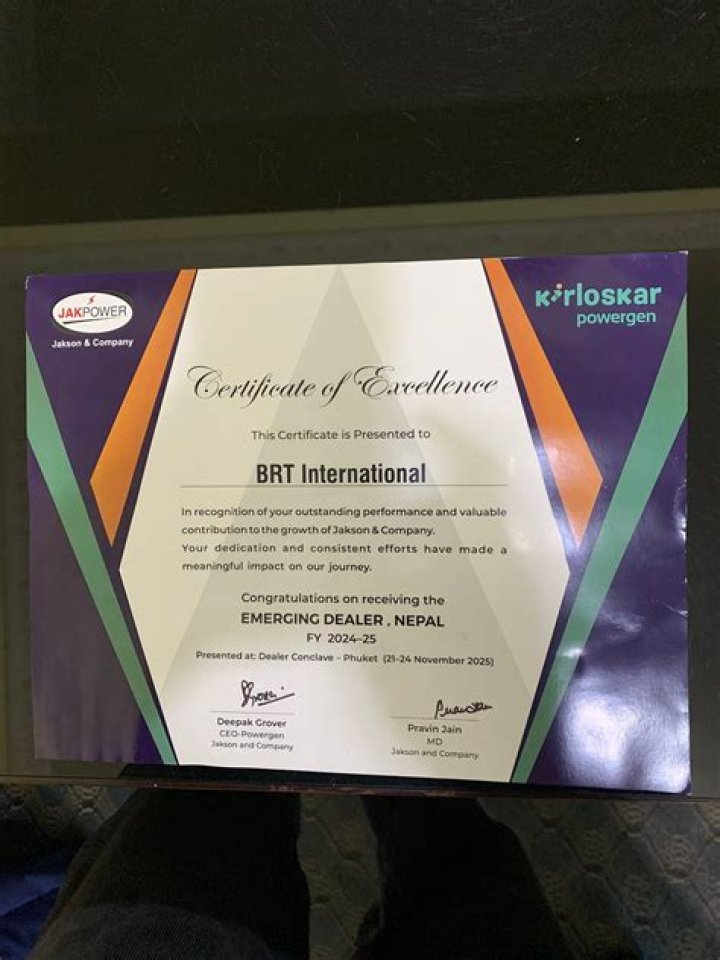 JAKPOWER
Jakson & Company
Kirloskar
powergen
Certificate of Excellence
This Certificate is Presented to
BRT International
In recognition of your outstanding performance and valuable
contribution to the growth of Jakson & Company.
Your dedication and consistent efforts have made a
meaningful impact on our journey.
Congratulations on receiving the
EMERGING DEALER , NEPAL
FY 2024-25
Presented at: Dealer Conclave – Phuket (21-24 November 2025)
Deepak Grover
CEO-Powergen
Jakson and Company
Pravin Jain
MD
Jakson and Company